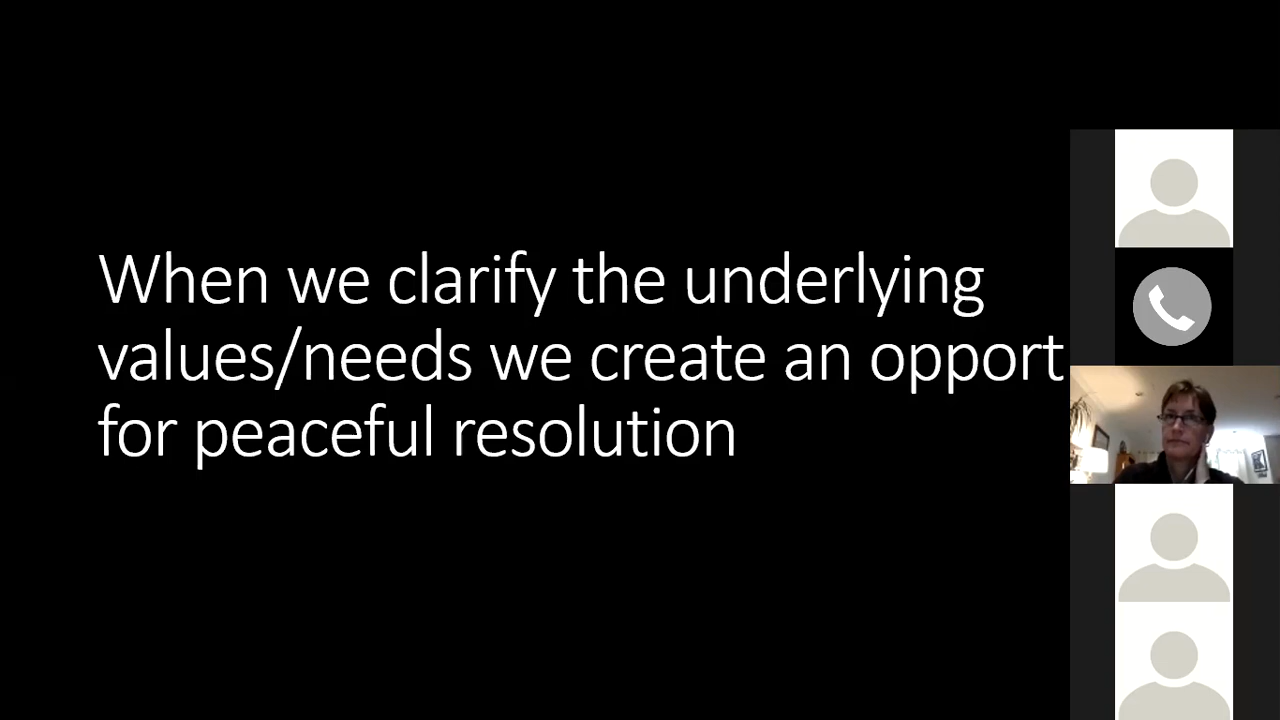 When we clarify the underlying
values/needs we create an opport
for peaceful resolution